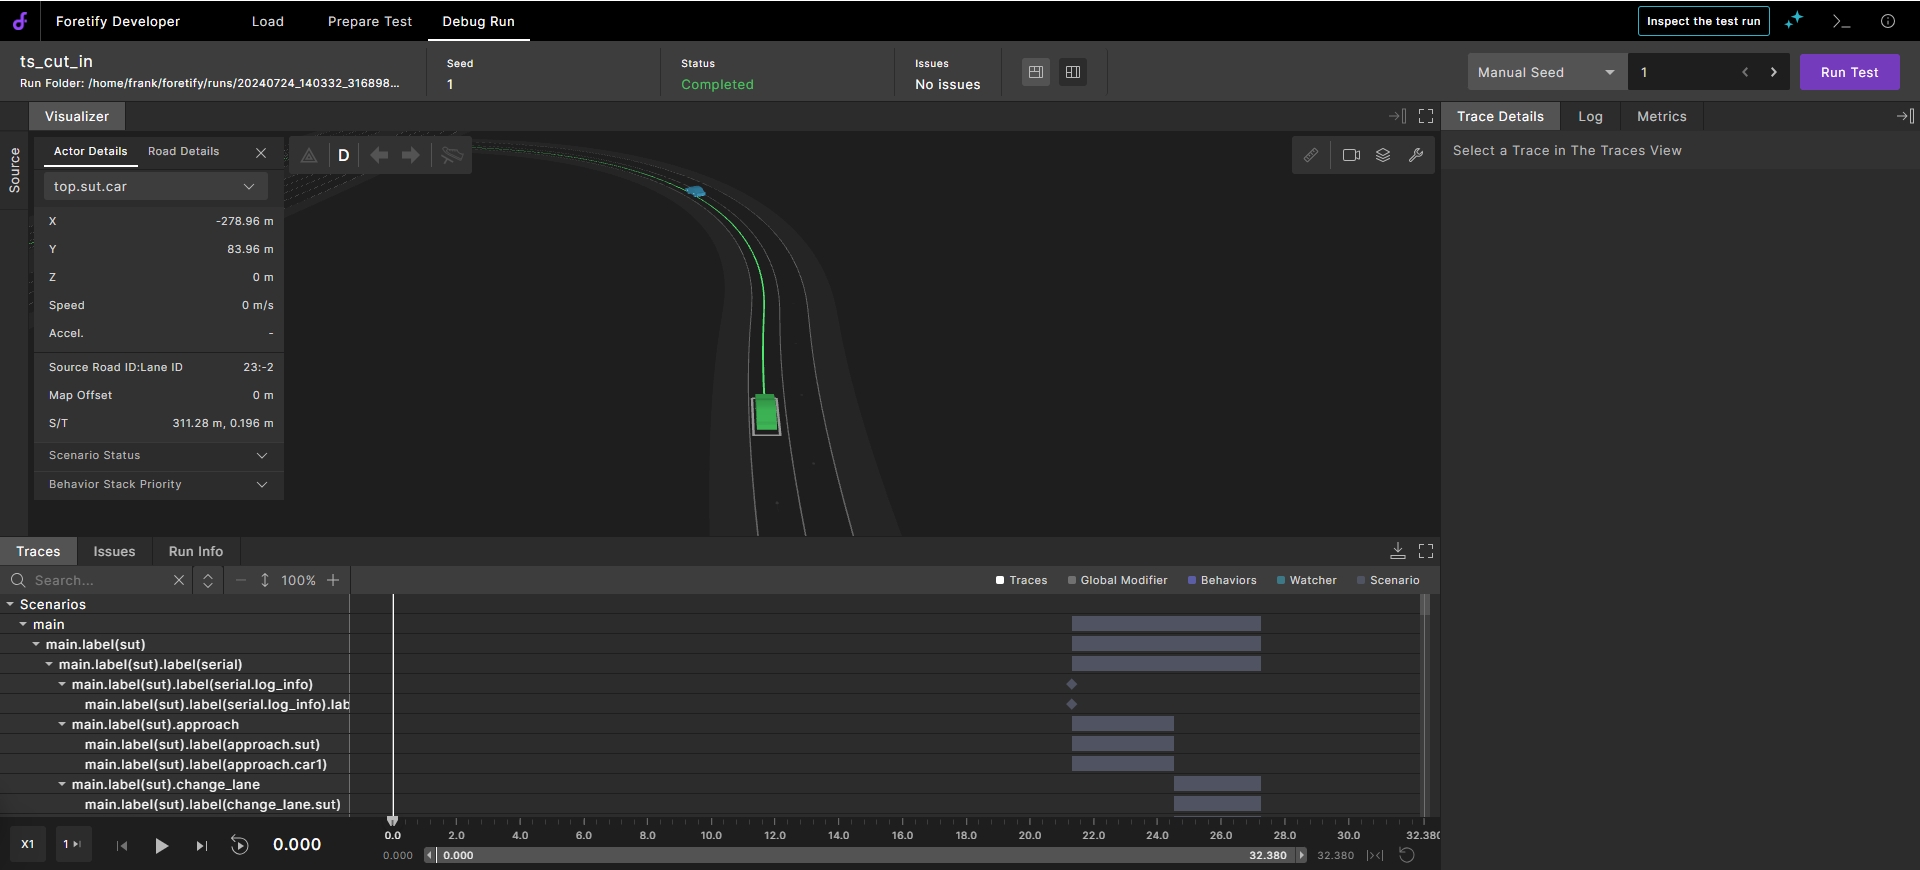 Foretify Developer
Load
Prepare Test
Debug Run
Inspect the test run
ts_cut_in
Run Folder: /home/frank/foretify/runs/20240724_140332_316898...
Seed
1
Status
Completed
Issues
No issues
Manual Seed
1
Run Test
Source
Visualizer
Actor Details
Road Details
D
top.sut.car
X -278.96 m
Y 83.96 m
Z 0 m
Speed 0 m/s
Accel. -
Source Road ID:Lane ID 23:-2
Map Offset 0 m
S/T 311.28 m, 0.196 m
Scenario Status
Behavior Stack Priority
Trace Details
Log
Metrics
Select a Trace in The Traces View
Traces
Issues
Run Info
Search...
100%
Traces
Global Modifier
Behaviors
Watcher
Scenario
Scenarios
main
main.label(sut)
main.label(sut).label(serial)
main.label(sut).label(serial.log_info)
main.label(sut).label(serial.log_info).lab
main.label(sut).approach
main.label(sut).label(approach.sut)
main.label(sut).label(approach.car1)
main.label(sut).change_lane
main.label(sut).label(change_lane.sut)
X1
1
0.000
0.0 2.0 4.0 6.0 8.0 10.0 12.0 14.0 16.0 18.0 20.0 22.0 24.0 26.0 28.0 30.0 32.380
0.000
0.000
32.380
32.380